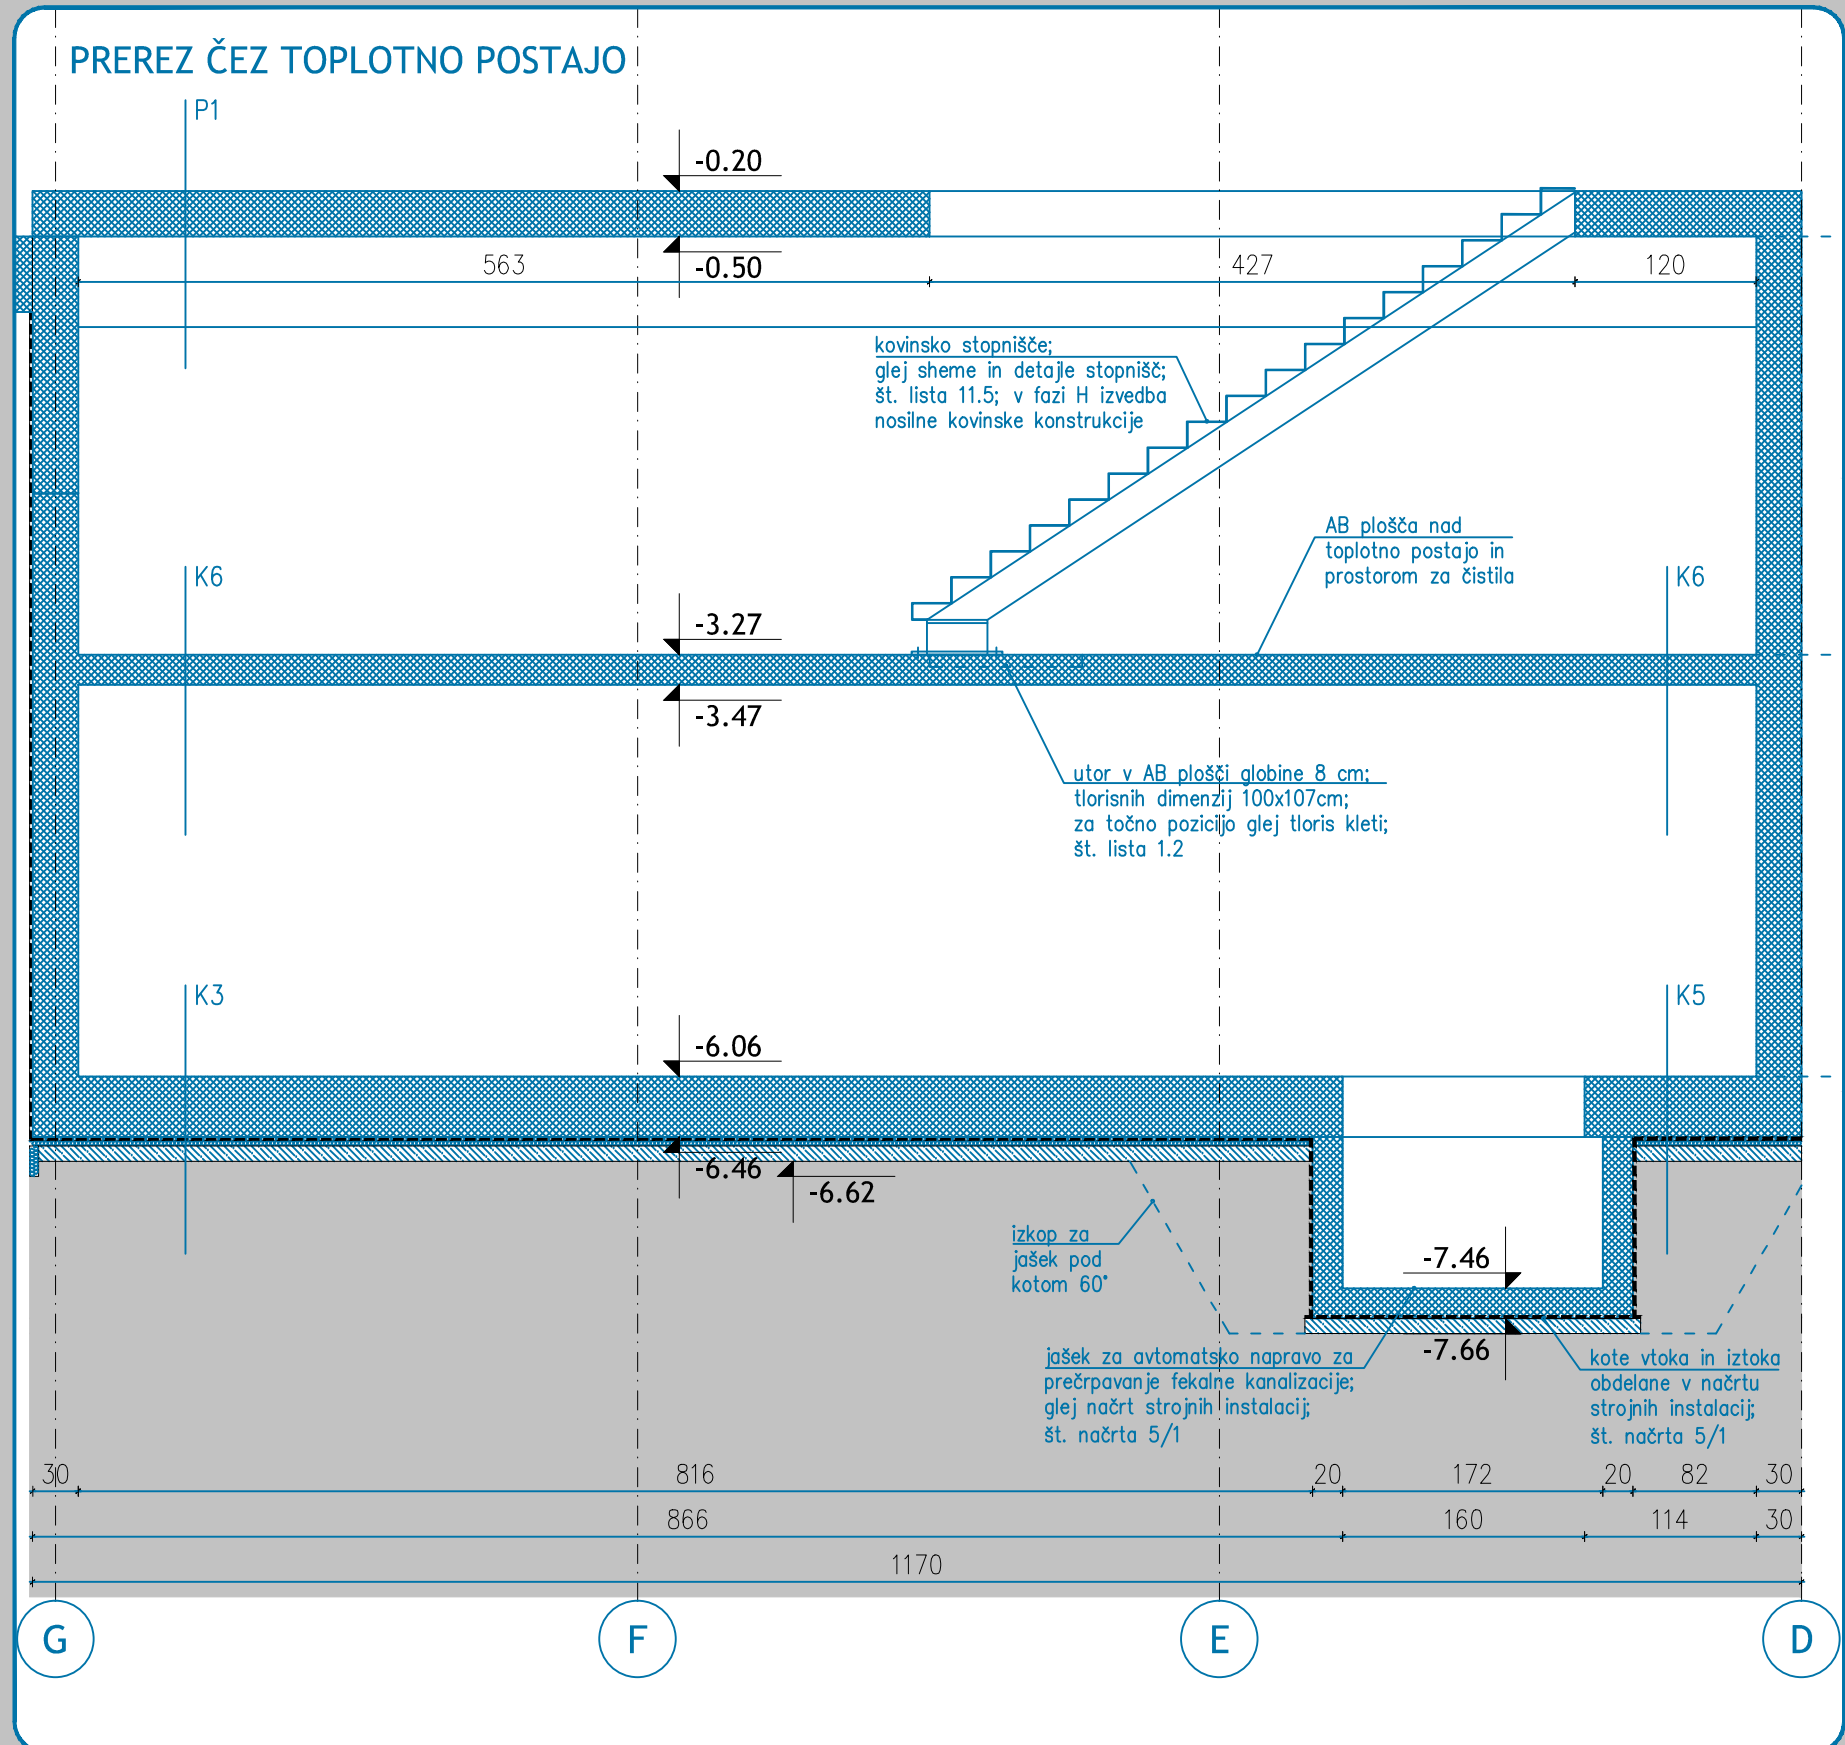 PREREZ ČEZ TOPLOTNO POSTAJO
P1
-0.20
-0.50
563
427
120
kovinsko stopnišče;
glej sheme in detajle stopnišč;
št. lista 11.5; v fazi H izvedba
nosilne kovinske konstrukcije
AB plošča nad
toplotno postajo in
prostorom za čistila
K6
K6
-3.27
-3.47
utor v AB plošči globine 8 cm;
tlorisnih dimenzij 100x107cm;
za točno pozicijo glej tloris kleti;
št. lista 1.2
K3
K5
-6.06
-6.46
-6.62
izkop za
jašek pod
kotom 60°
-7.46
-7.66
jašek za avtomatsko napravo za
prečrpavanje fekalne kanalizacije;
glej načrt strojnih instalacij;
št. načrta 5/1
kote vtoka in iztoka
obdelane v načrtu
strojnih instalacij;
št. načrta 5/1
30
816
20
172
20
82
30
866
160
114
30
1170
G
F
E
D